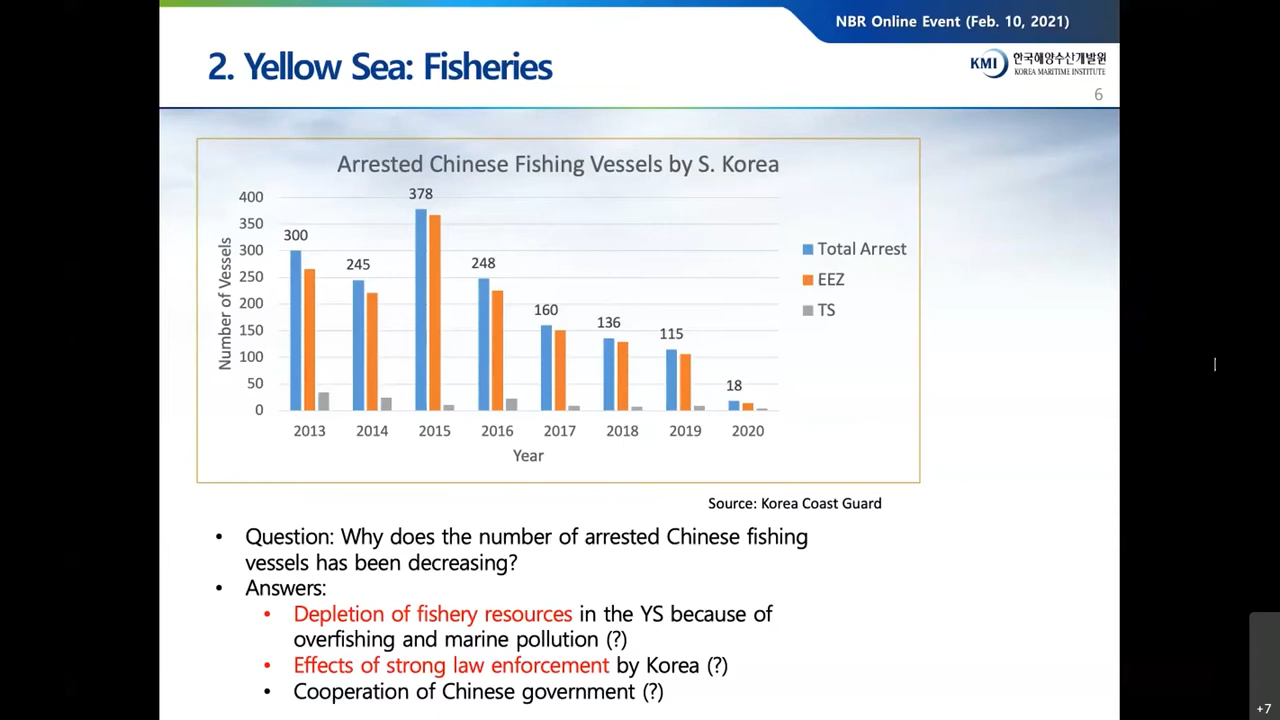 NBR Online Event (Feb. 10, 2021)
2. Yellow Sea: Fisheries
KMI 한국해양수산개발원
KOREA MARITIME INSTITUTE
6
Arrested Chinese Fishing Vessels by S. Korea
400
350
300
250
200
150
100
50
0
Number of Vessels
300
245
378
248
160
136
115
18
2013 2014 2015 2016 2017 2018 2019 2020
Year
Total Arrest
EEZ
TS
Source: Korea Coast Guard
• Question: Why does the number of arrested Chinese fishing
vessels has been decreasing?
• Answers:
• Depletion of fishery resources in the YS because of
overfishing and marine pollution (?)
• Effects of strong law enforcement by Korea (?)
• Cooperation of Chinese government (?)
+7